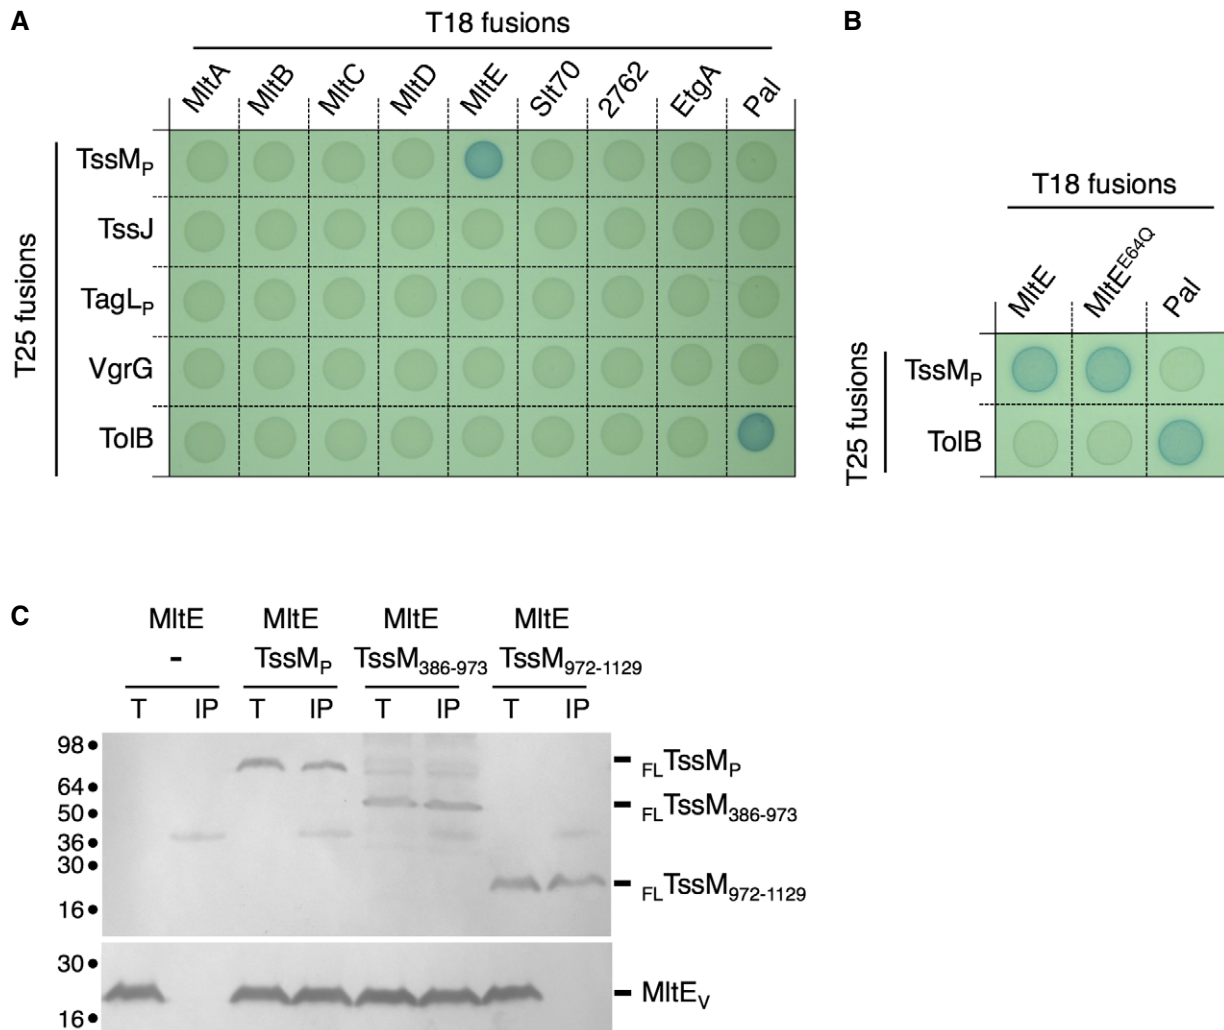 A
T18 fusions
MltA MltB MltC MltD MltE Slt70 2762 EtgA Pal
T25 fusions
TssMP
TssJ
TagLP
VgrG
TolB
B
T18 fusions
MltE MltEE64Q Pal
T25 fusions
TssMP
TolB
C
MltE MltE MltE MltE
- TssMP TssM386-973 TssM972-1129
T IP T IP T IP T IP
98
64
50
36
30
16
FLTssMP
FLTssM386-973
FLTssM972-1129
30
16
MltEV